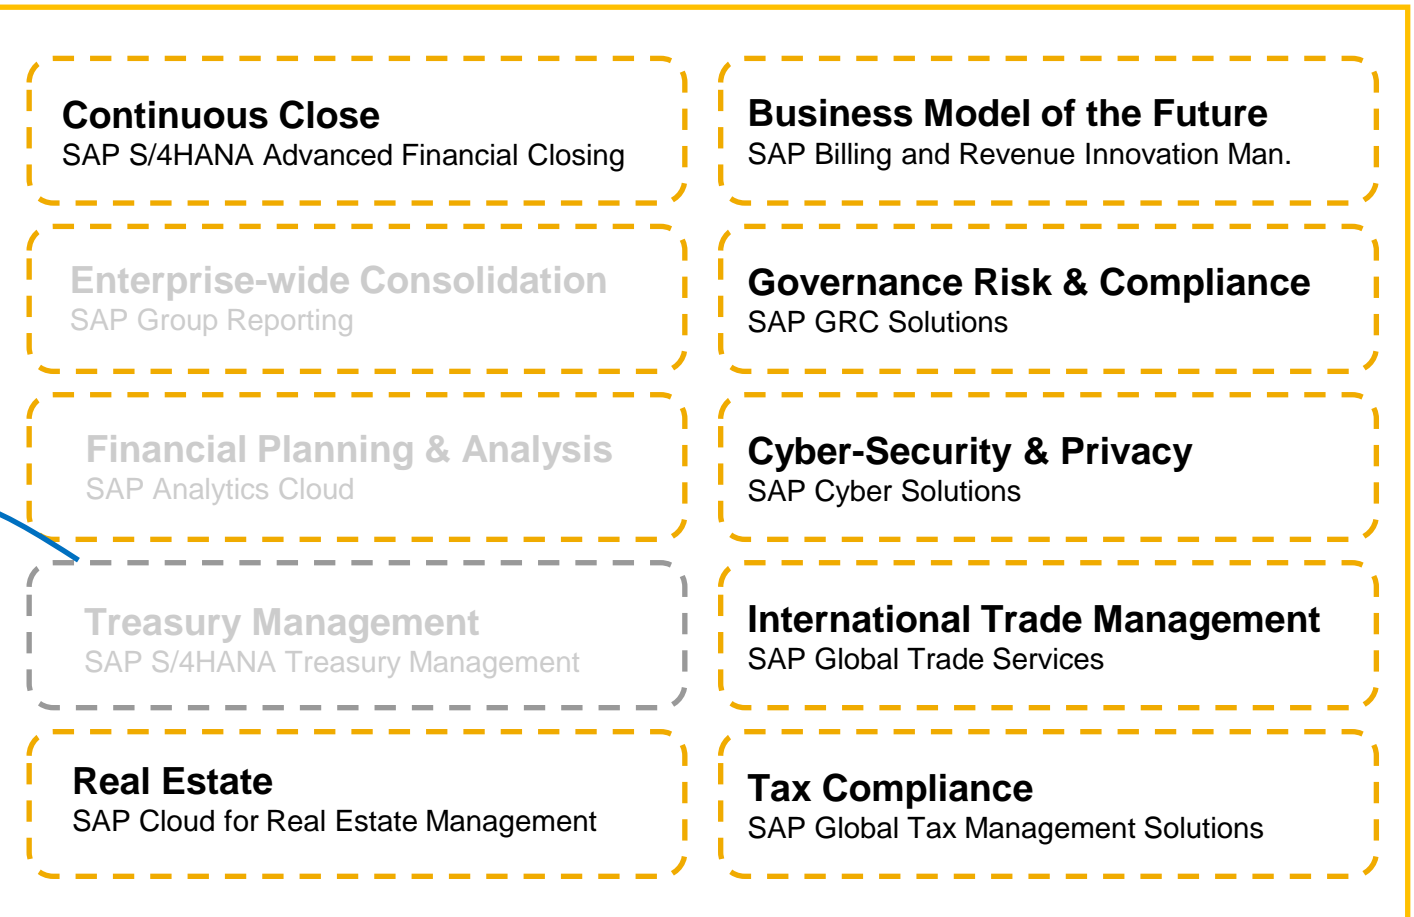 Continuous Close
SAP S/4HANA Advanced Financial Closing
Enterprise-wide Consolidation
SAP Group Reporting
Financial Planning & Analysis
SAP Analytics Cloud
Treasury Management
SAP S/4HANA Treasury Management
Real Estate
SAP Cloud for Real Estate Management
Business Model of the Future
SAP Billing and Revenue Innovation Man.
Governance Risk & Compliance
SAP GRC Solutions
Cyber-Security & Privacy
SAP Cyber Solutions
International Trade Management
SAP Global Trade Services
Tax Compliance
SAP Global Tax Management Solutions